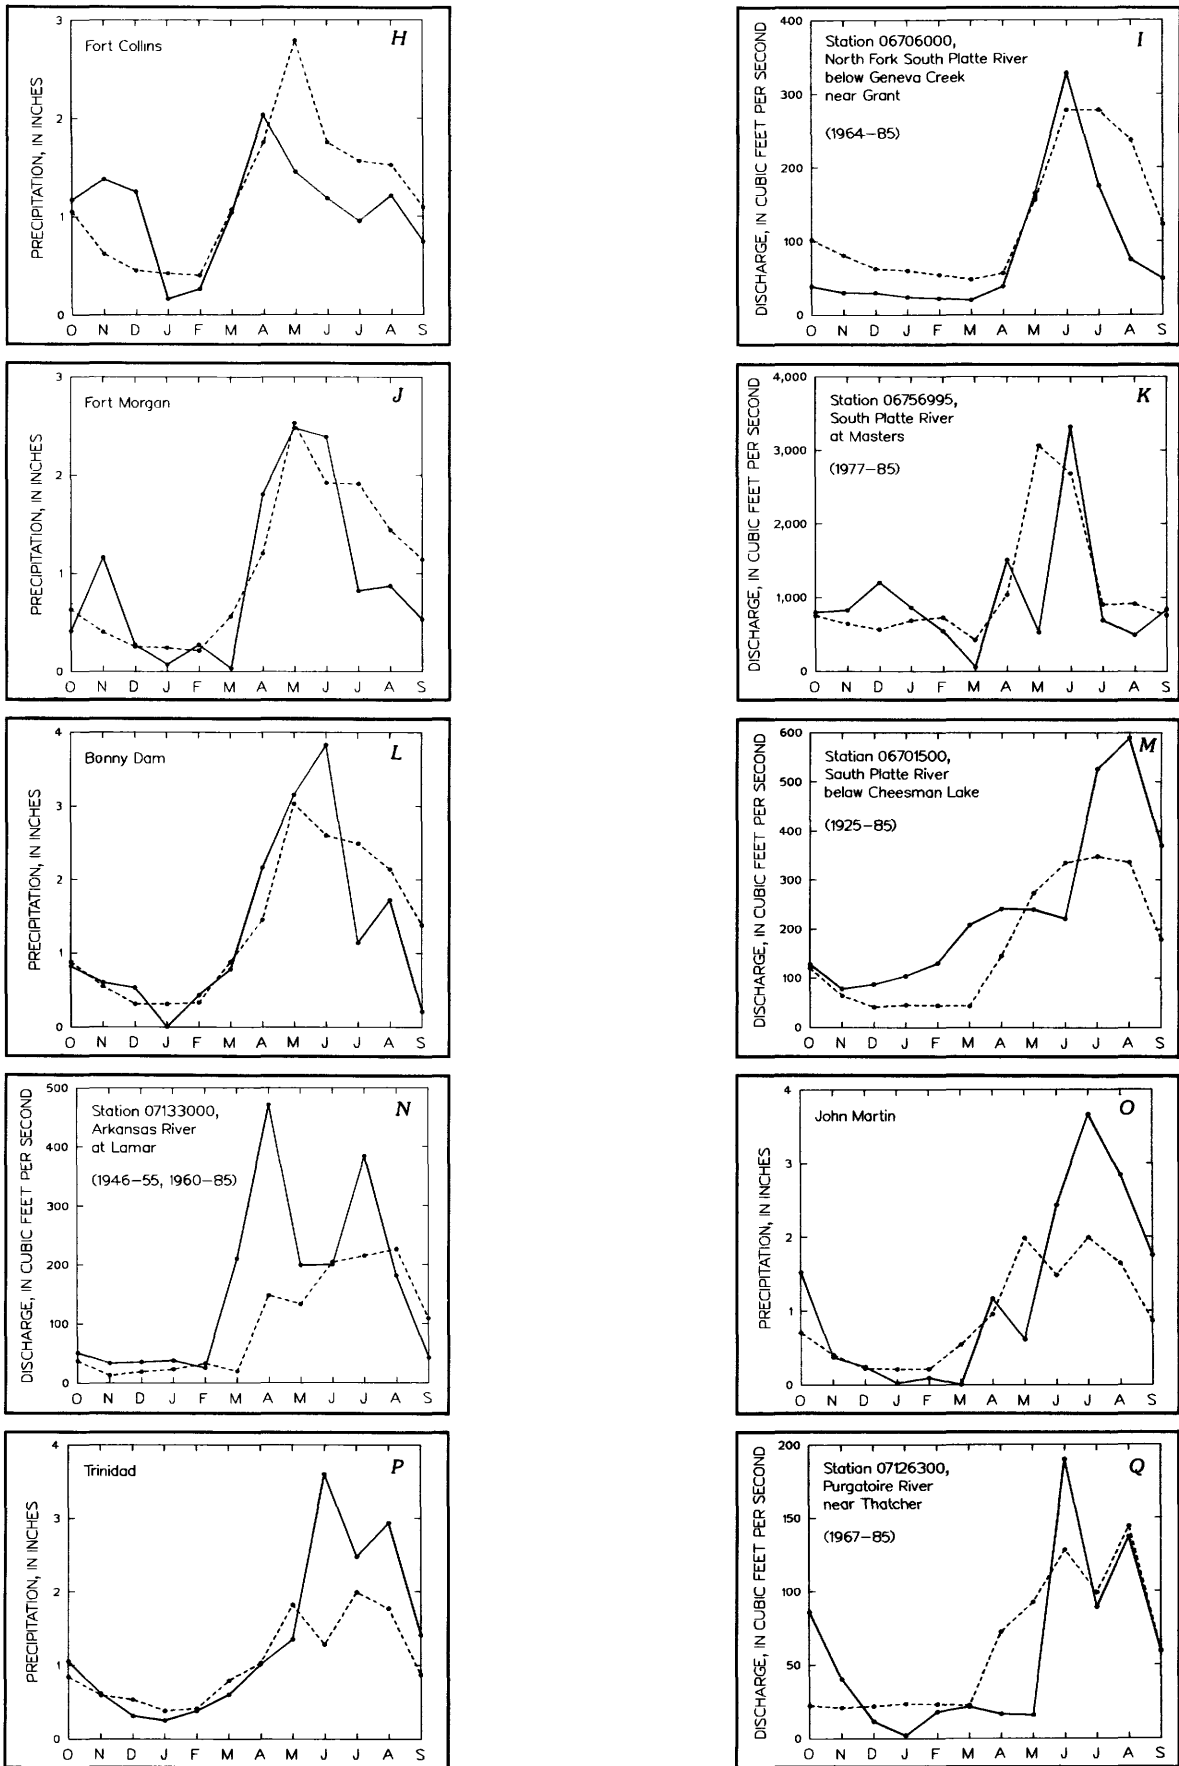 H
Fort Collins
PRECIPITATION, IN INCHES
3
2
1
0
O N D J F M A M J J A S
I
Station 06706000,
North Fork South Platte River
below Geneva Creek
near Grant
(1964–85)
DISCHARGE, IN CUBIC FEET PER SECOND
400
300
200
100
0
O N D J F M A M J J A S
J
Fort Morgan
PRECIPITATION, IN INCHES
3
2
1
0
O N D J F M A M J J A S
K
Station 06756995,
South Platte River
at Masters
(1977–85)
DISCHARGE, IN CUBIC FEET PER SECOND
4,000
3,000
2,000
1,000
0
O N D J F M A M J J A S
L
Bonny Dam
PRECIPITATION, IN INCHES
4
3
2
1
0
O N D J F M A M J J A S
M
Station 06701500,
South Platte River
below Cheesman Lake
(1925–85)
DISCHARGE, IN CUBIC FEET PER SECOND
600
500
400
300
200
100
0
O N D J F M A M J J A S
N
Station 07133000,
Arkansas River
at Lamar
(1946–55, 1960–85)
DISCHARGE, IN CUBIC FEET PER SECOND
500
400
300
200
100
0
O N D J F M A M J J A S
O
John Martin
PRECIPITATION, IN INCHES
4
3
2
1
0
O N D J F M A M J J A S
P
Trinidad
PRECIPITATION, IN INCHES
4
3
2
1
0
O N D J F M A M J J A S
Q
Station 07126300,
Purgatoire River
near Thatcher
(1967–85)
DISCHARGE, IN CUBIC FEET PER SECOND
200
150
100
50
0
O N D J F M A M J J A S